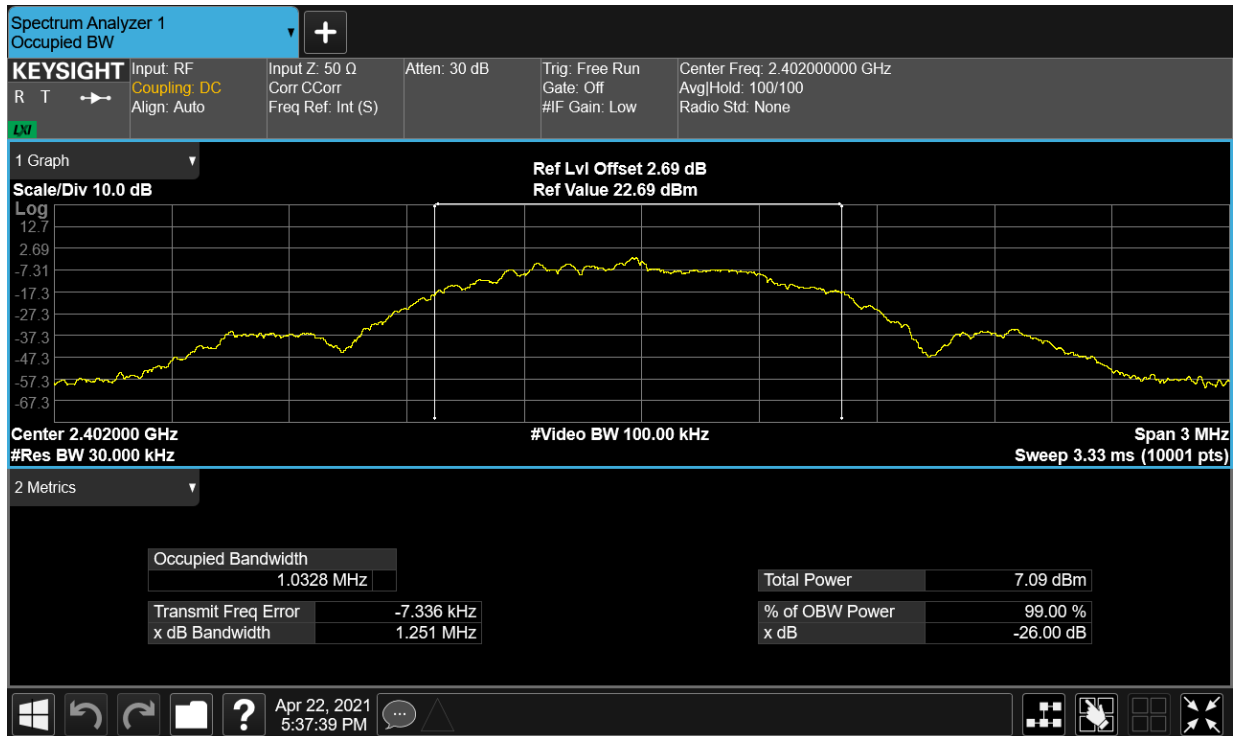 Spectrum Analyzer 1
Occupied BW
+
KEYSIGHT
R T
LXI
Input: RF
Coupling: DC
Align: Auto
Input Z: 50 Ω
Corr CCorr
Freq Ref: Int (S)
Atten: 30 dB
Trig: Free Run
Gate: Off
#IF Gain: Low
Center Freq: 2.402000000 GHz
Avg|Hold: 100/100
Radio Std: None
1 Graph
Scale/Div 10.0 dB
Ref Lvl Offset 2.69 dB
Ref Value 22.69 dBm
Log
12.7
2.69
-7.31
-17.3
-27.3
-37.3
-47.3
-57.3
-67.3
Center 2.402000 GHz
#Video BW 100.00 kHz
Span 3 MHz
#Res BW 30.000 kHz
Sweep 3.33 ms (10001 pts)
2 Metrics
Occupied Bandwidth
1.0328 MHz
Total Power 7.09 dBm
Transmit Freq Error -7.336 kHz
% of OBW Power 99.00 %
x dB Bandwidth 1.251 MHz
x dB -26.00 dB
?
Apr 22, 2021
5:37:39 PM